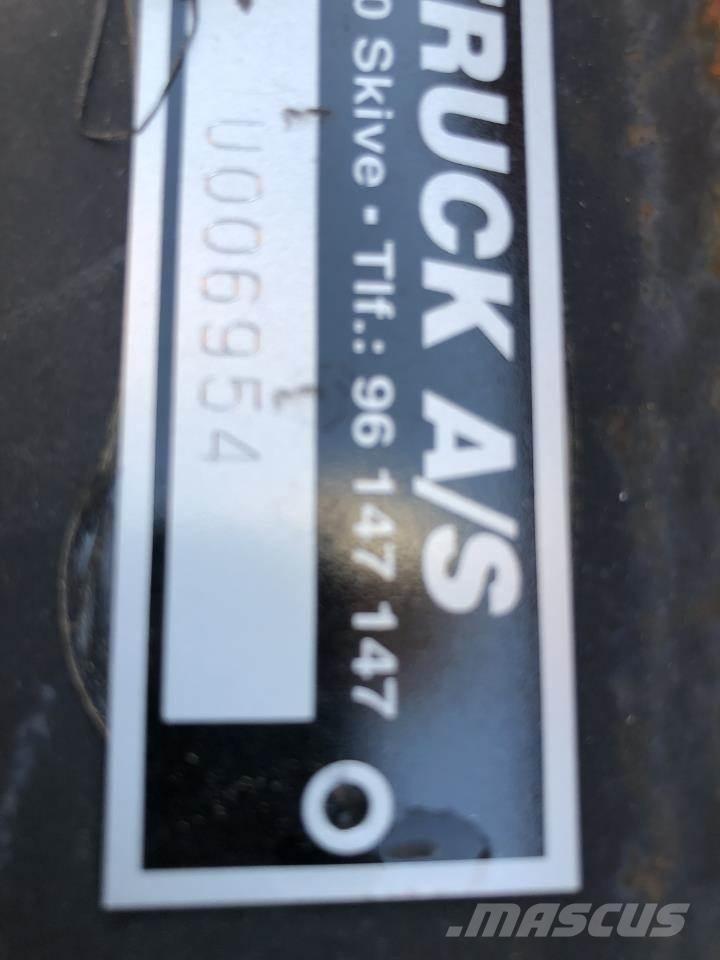 TRUCK A/S
0 Skive - Tlf.: 96 147 147
U006954
MASCUS